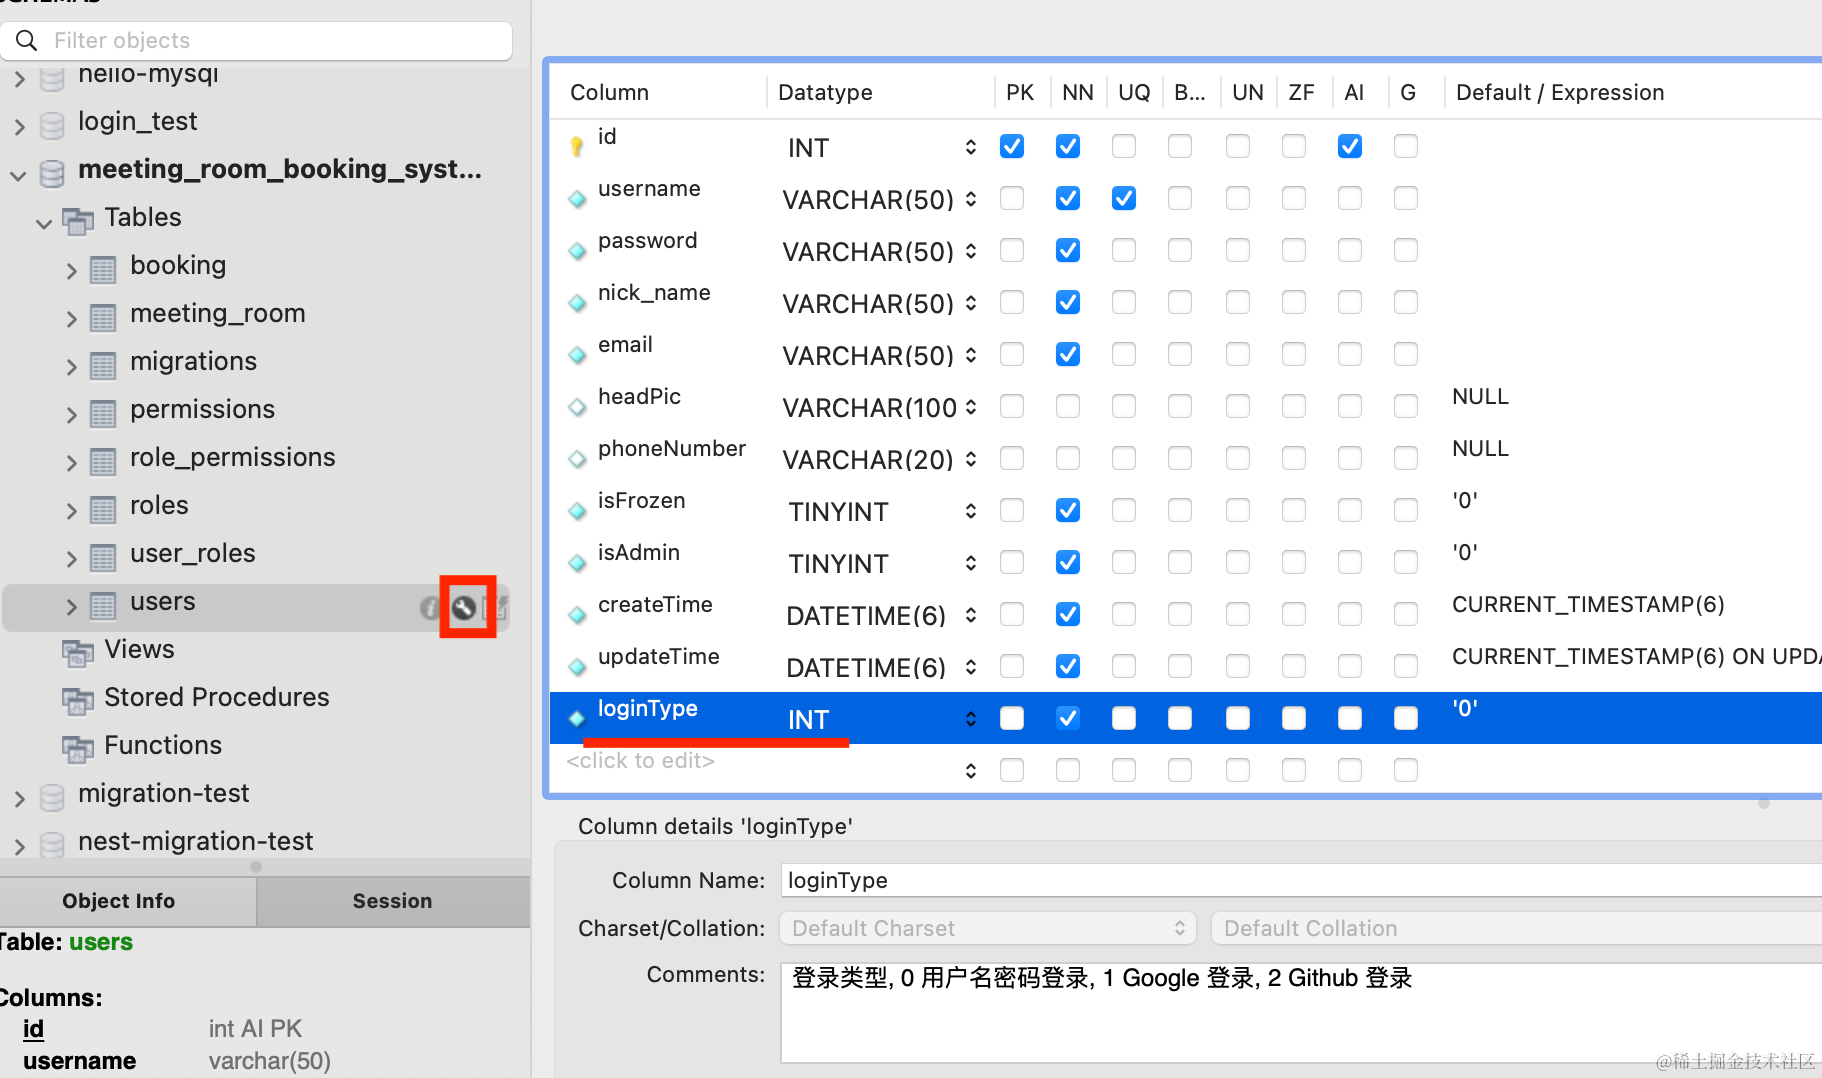 SCHEMAS
Filter objects
hello-mysql
login_test
meeting_room_booking_syst...
Tables
booking
meeting_room
migrations
permissions
role_permissions
roles
user_roles
users
Views
Stored Procedures
Functions
migration-test
nest-migration-test
Object Info Session
Table: users
Columns:
id int AI PK
username varchar(50)
Column Datatype PK NN UQ B... UN ZF AI G Default / Expression
id INT
username VARCHAR(50)
password VARCHAR(50)
nick_name VARCHAR(50)
email VARCHAR(50)
headPic VARCHAR(100 NULL
phoneNumber VARCHAR(20) NULL
isFrozen TINYINT '0'
isAdmin TINYINT '0'
createTime DATETIME(6) CURRENT_TIMESTAMP(6)
updateTime DATETIME(6) CURRENT_TIMESTAMP(6) ON UPDA
loginType INT '0'
<click to edit>
Column details 'loginType'
Column Name: loginType
Charset/Collation: Default Charset Default Collation
Comments: 登录类型, 0 用户名密码登录, 1 Google 登录, 2 Github 登录
@稀土掘金技术社区